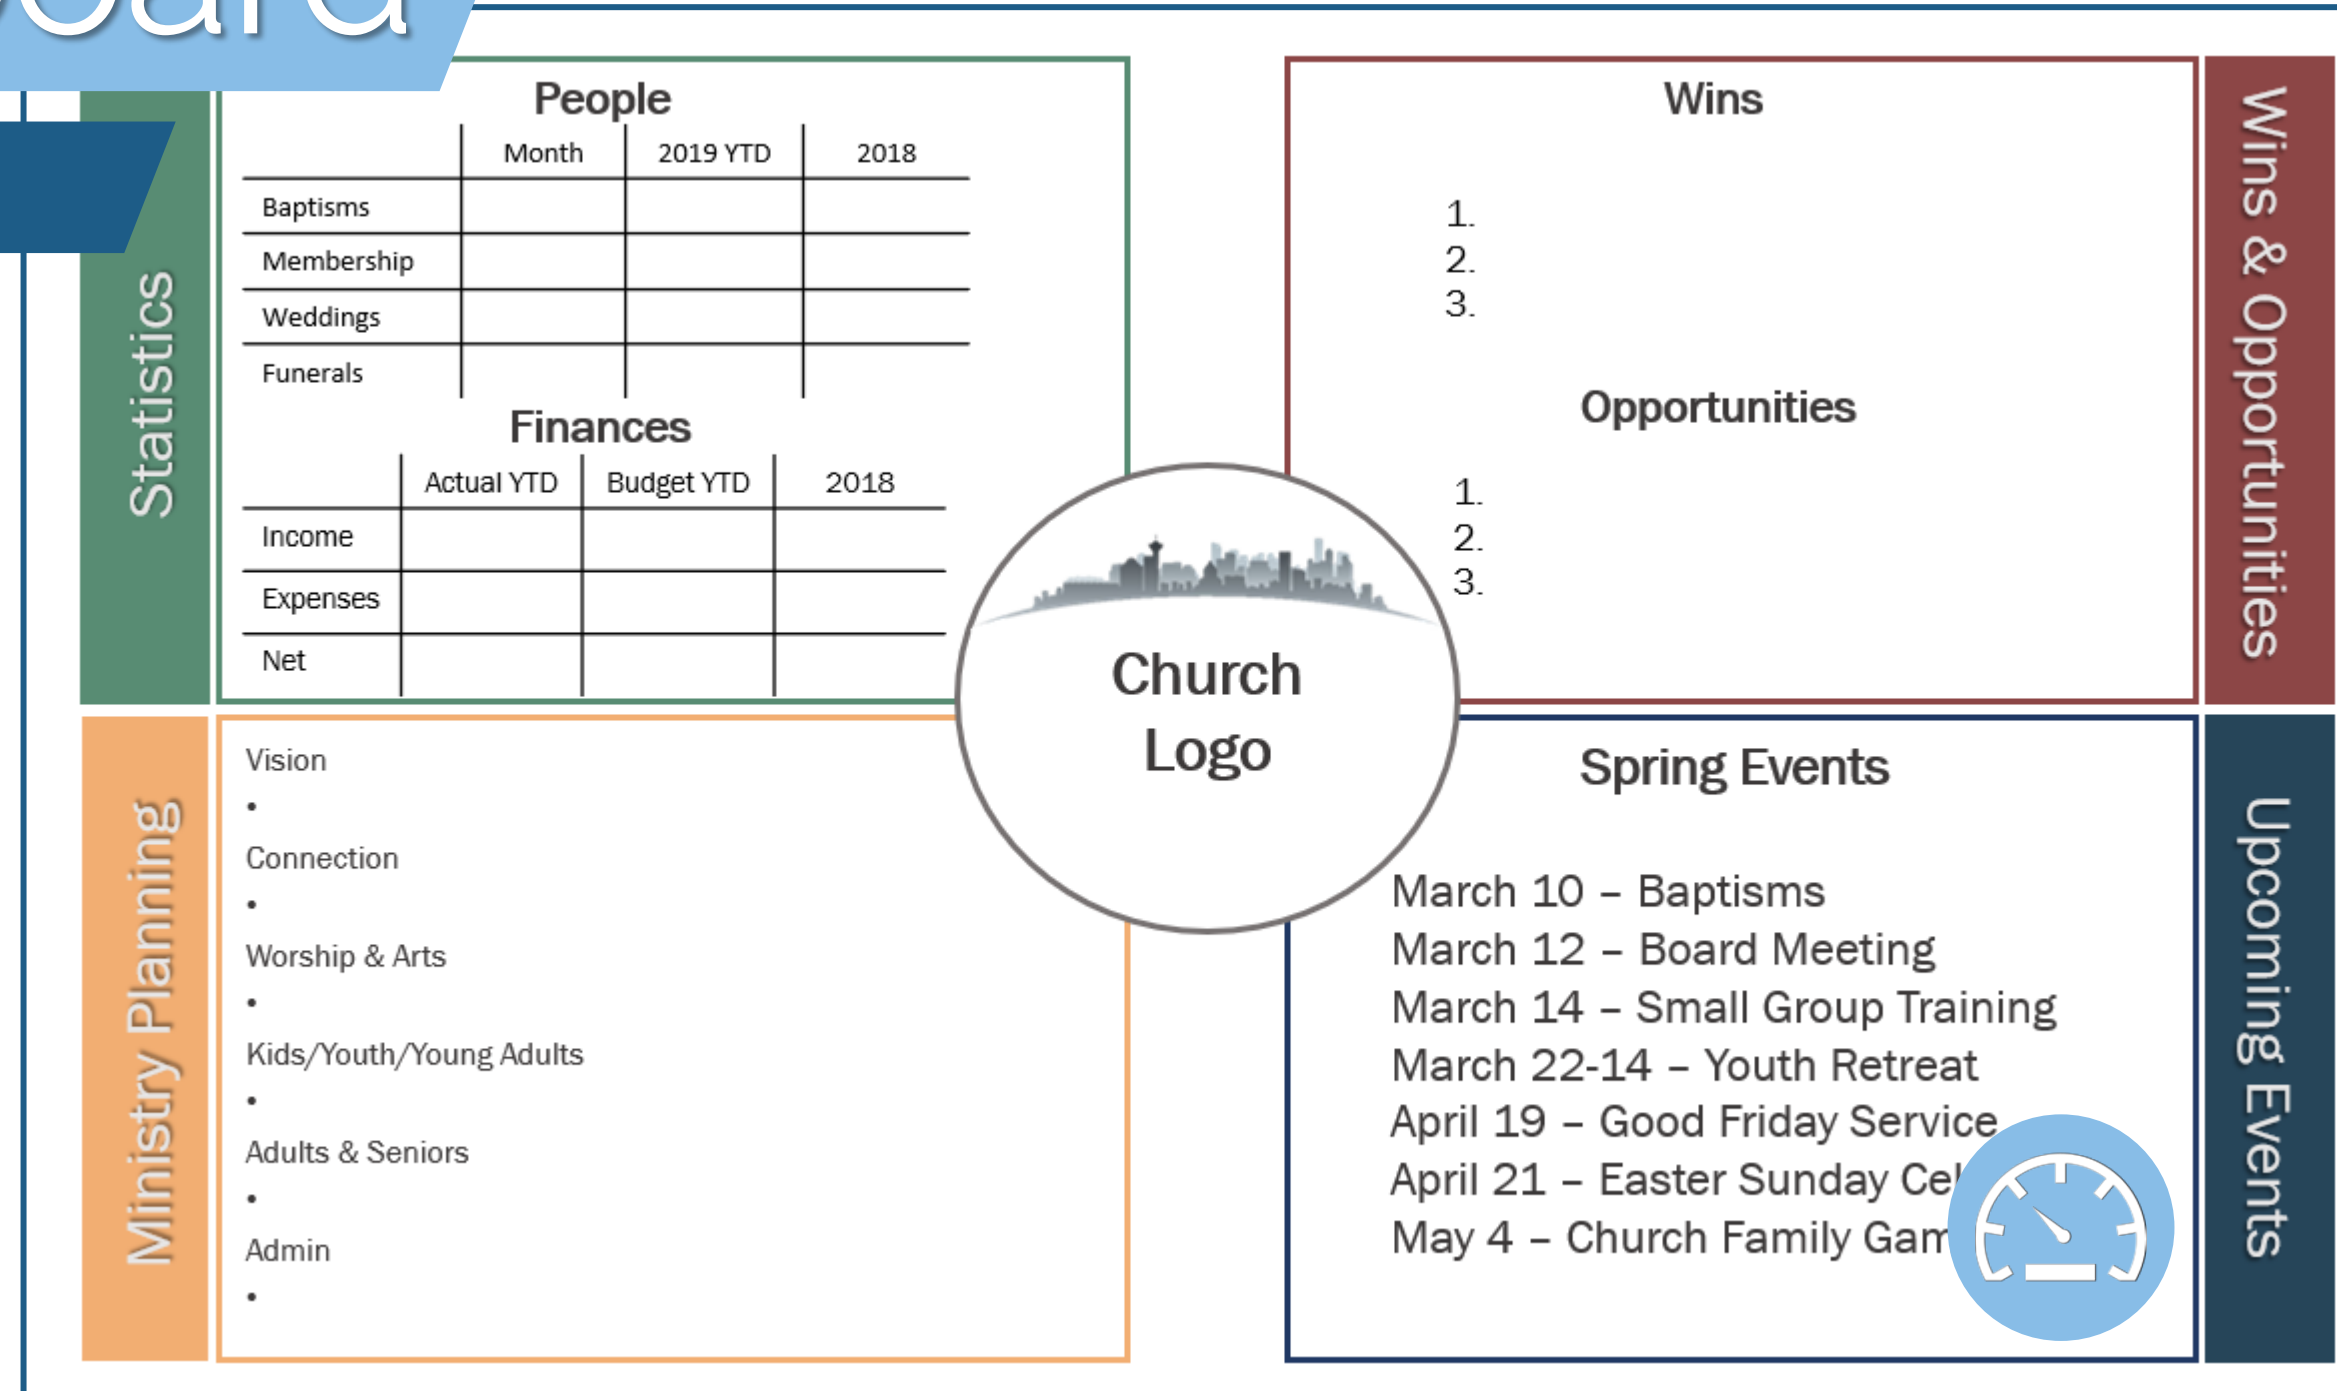 Statistics
People
Month 2019 YTD 2018
Baptisms
Membership
Weddings
Funerals
Finances
Actual YTD Budget YTD 2018
Income
Expenses
Net
Wins & Opportunities
Wins
1.
2.
3.
Opportunities
1.
2.
3.
Church
Logo
Ministry Planning
Vision
•
Connection
•
Worship & Arts
•
Kids/Youth/Young Adults
•
Adults & Seniors
•
Admin
•
Upcoming Events
Spring Events
March 10 – Baptisms
March 12 – Board Meeting
March 14 – Small Group Training
March 22-14 – Youth Retreat
April 19 – Good Friday Service
April 21 – Easter Sunday
May 4 – Church Family